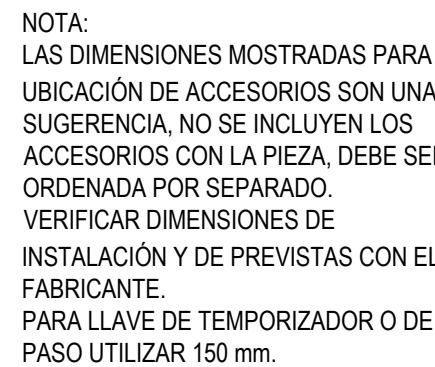 NOTA:
LAS DIMENSIONES MOSTRADAS PARA
UBICACIÓN DE ACCESORIOS SON UNA
SUGERENCIA, NO SE INCLUYEN LOS
ACCESORIOS CON LA PIEZA, DEBE SE
ORDENADA POR SEPARADO.
VERIFICAR DIMENSIONES DE
INSTALACIÓN Y DE PREVISTAS CON EL
FABRICANTE.
PARA LLAVE DE TEMPORIZADOR O DE
PASO UTILIZAR 150 mm.